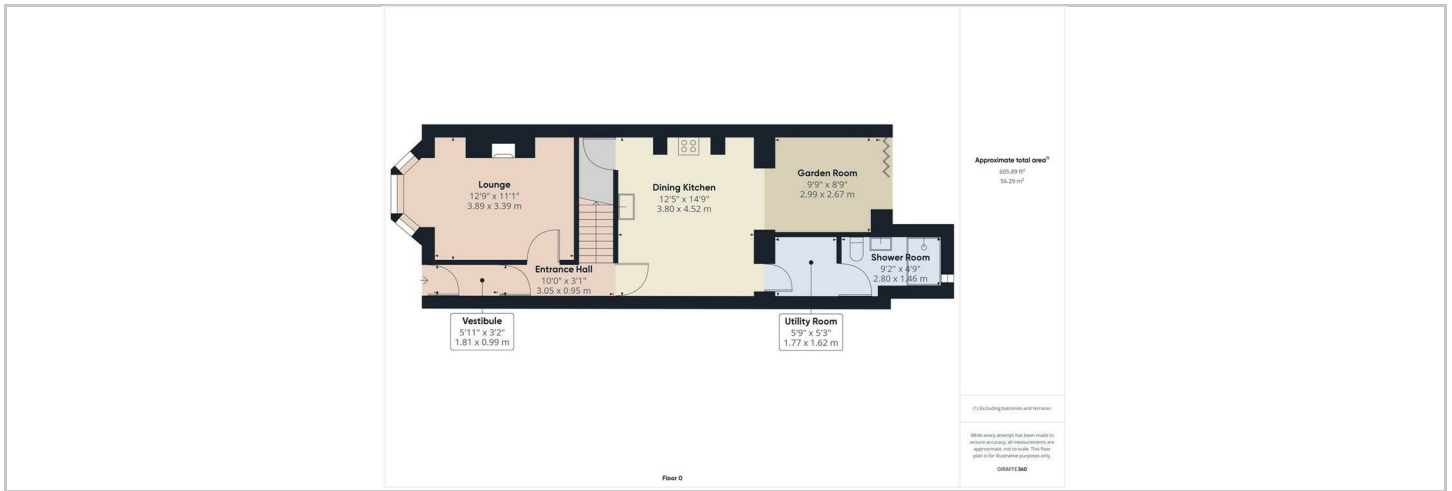 Lounge
12'9" x 11'1"
3.89 x 3.39 m
Dining Kitchen
12'5" x 14'9"
3.80 x 4.52 m
Garden Room
9'9" x 8'9"
2.99 x 2.67 m
Entrance Hall
10'0" x 3'1"
3.05 x 0.95 m
Shower Room
9'2" x 4'9"
2.80 x 1.46 m
Vestibule
5'11" x 3'2"
1.81 x 0.99 m
Utility Room
5'9" x 5'3"
1.77 x 1.62 m
Floor 0
Approximate total area⁽¹⁾
605.89 ft²
56.29 m²
(1) Excluding balconies and terraces
While every attempt has been made to
ensure accuracy, all measurements are
approximate, not to scale. This floor
plan is for illustrative purposes only.
GIRAFFE360